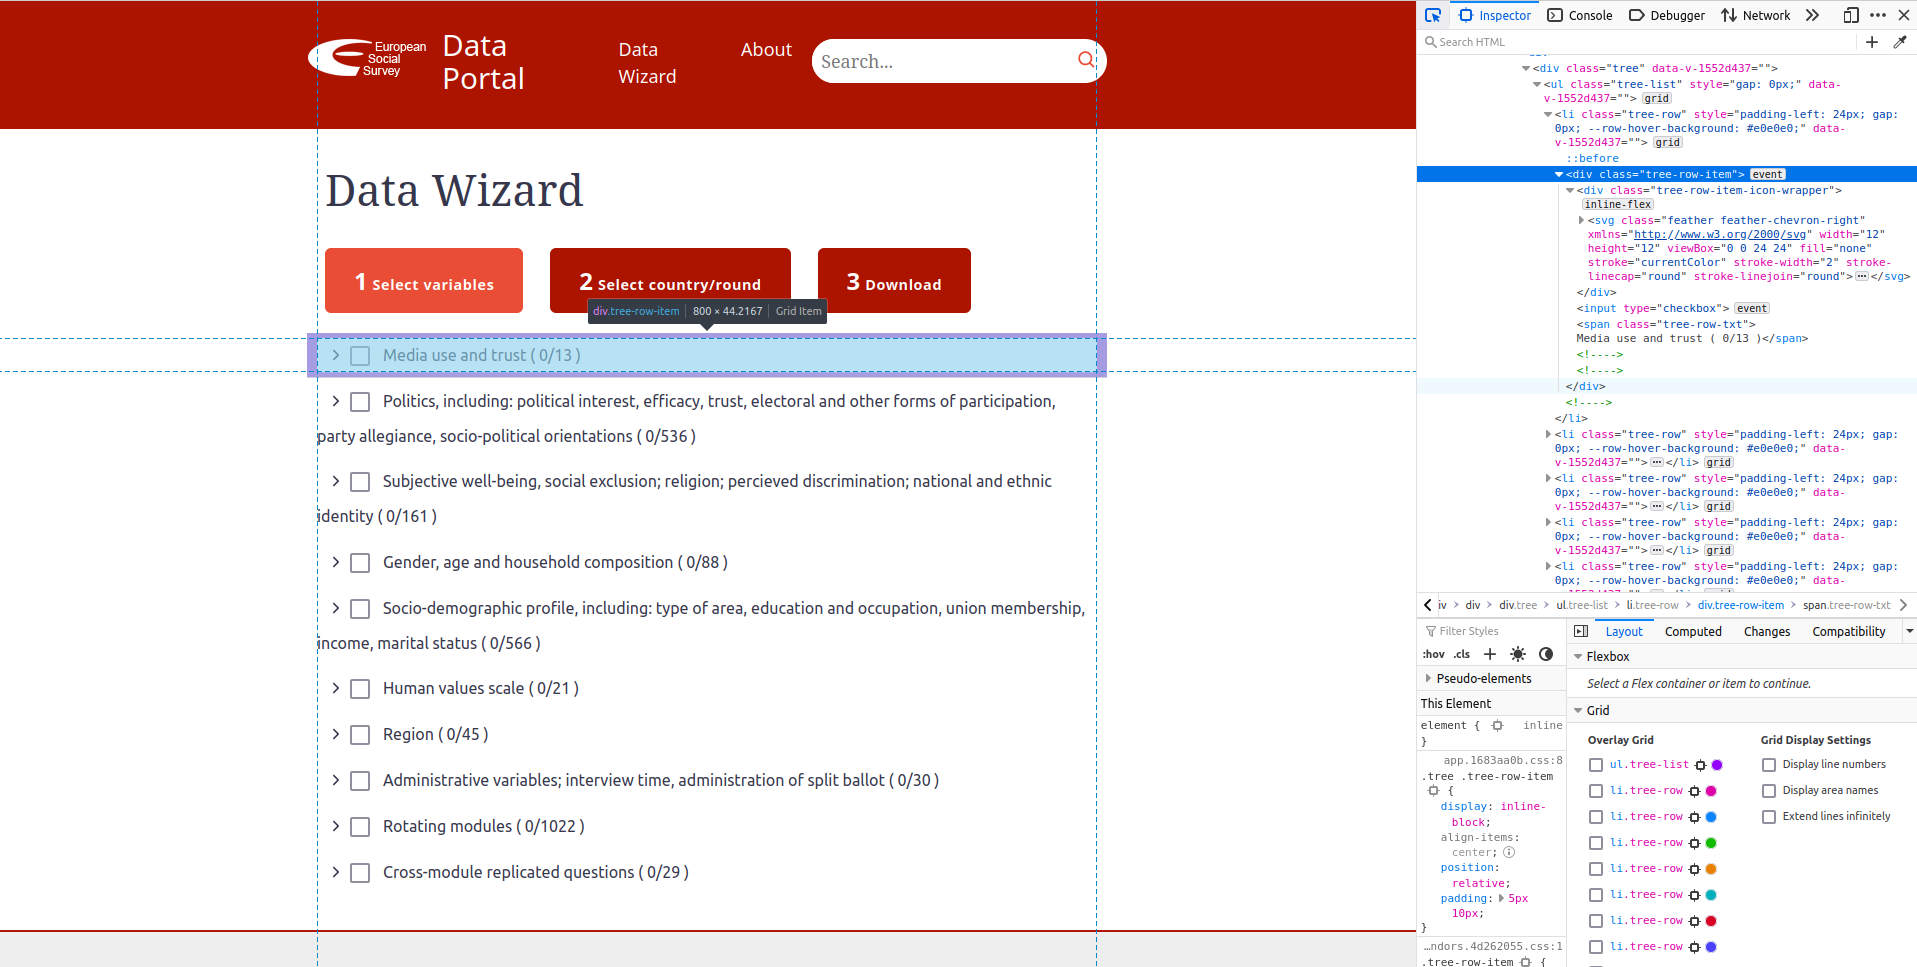 European
Social
Survey
Data
Portal
Data
Wizard
About
Search...
Data Wizard
1 Select variables
2 Select country/round
3 Download
div.tree-row-item 800 × 44.2167 Grid Item
Media use and trust ( 0/13 )
Politics, including: political interest, efficacy, trust, electoral and other forms of participation,
party allegiance, socio-political orientations ( 0/536 )
Subjective well-being, social exclusion; religion; percieved discrimination; national and ethnic
identity ( 0/161 )
Gender, age and household composition ( 0/88 )
Socio-demographic profile, including: type of area, education and occupation, union membership,
income, marital status ( 0/566 )
Human values scale ( 0/21 )
Region ( 0/45 )
Administrative variables; interview time, administration of split ballot ( 0/30 )
Rotating modules ( 0/1022 )
Cross-module replicated questions ( 0/29 )
Inspector Console Debugger Network
Search HTML
<div class="tree" data-v-1552d437="">
<ul class="tree-list" style="gap: 0px;" data-
v-1552d437=""> grid
<li class="tree-row" style="padding-left: 24px; gap:
0px; --row-hover-background: #e0e0e0;" data-
v-1552d437=""> grid
::before
<div class="tree-row-item"> event
<div class="tree-row-item-icon-wrapper">
inline-flex
<svg class="feather feather-chevron-right"
xmlns="http://www.w3.org/2000/svg" width="12"
height="12" viewBox="0 0 24 24" fill="none"
stroke="currentColor" stroke-width="2" stroke-
linecap="round" stroke-linejoin="round"> ··· </svg>
</div>
<input type="checkbox"> event
<span class="tree-row-txt">
Media use and trust ( 0/13 )</span>
<!---->
<!---->
</div>
<!---->
</li>
<li class="tree-row" style="padding-left: 24px; gap:
0px; --row-hover-background: #e0e0e0;" data-
v-1552d437=""> ··· </li> grid
<li class="tree-row" style="padding-left: 24px; gap:
0px; --row-hover-background: #e0e0e0;" data-
v-1552d437=""> ··· </li> grid
<li class="tree-row" style="padding-left: 24px; gap:
0px; --row-hover-background: #e0e0e0;" data-
v-1552d437=""> ··· </li> grid
<li class="tree-row" style="padding-left: 24px; gap:
0px; --row-hover-background: #e0e0e0;" data-
iv > div > div.tree > ul.tree-list > li.tree-row > div.tree-row-item > span.tree-row-txt
Filter Styles
:hov .cls +
Pseudo-elements
This Element
element { inline
}
app.1683aa0b.css:8
.tree .tree-row-item
{
display: inline-
block;
align-items:
center;
position:
relative;
padding: 5px
10px;
}
…ndors.4d262055.css:1
.tree-row-item {
Layout Computed Changes Compatibility
Flexbox
Select a Flex container or item to continue.
Grid
Overlay Grid
ul.tree-list
li.tree-row
li.tree-row
li.tree-row
li.tree-row
li.tree-row
li.tree-row
li.tree-row
Grid Display Settings
Display line numbers
Display area names
Extend lines infinitely